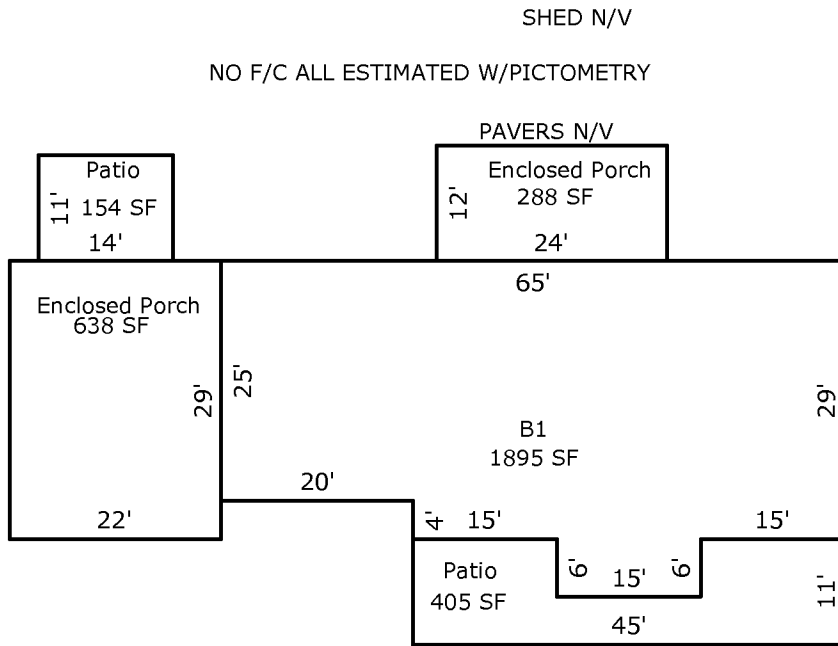 SHED N/V
NO F/C ALL ESTIMATED W/PICTOMETRY
PAVERS N/V
Patio
11'
154 SF
14'
Enclosed Porch
12'
288 SF
24'
65'
Enclosed Porch
638 SF
29'
25'
29'
B1
1895 SF
20'
22'
4'
15'
15'
6'
15'
6'
Patio
405 SF
11'
45'